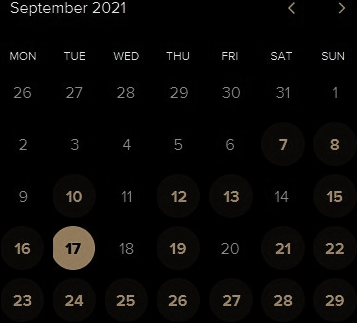 September 2021
MON TUE WED THU FRI SAT SUN
26 27 28 29 30 31 1
2 3 4 5 6 7 8
9 10 11 12 13 14 15
16 17 18 19 20 21 22
23 24 25 26 27 28 29